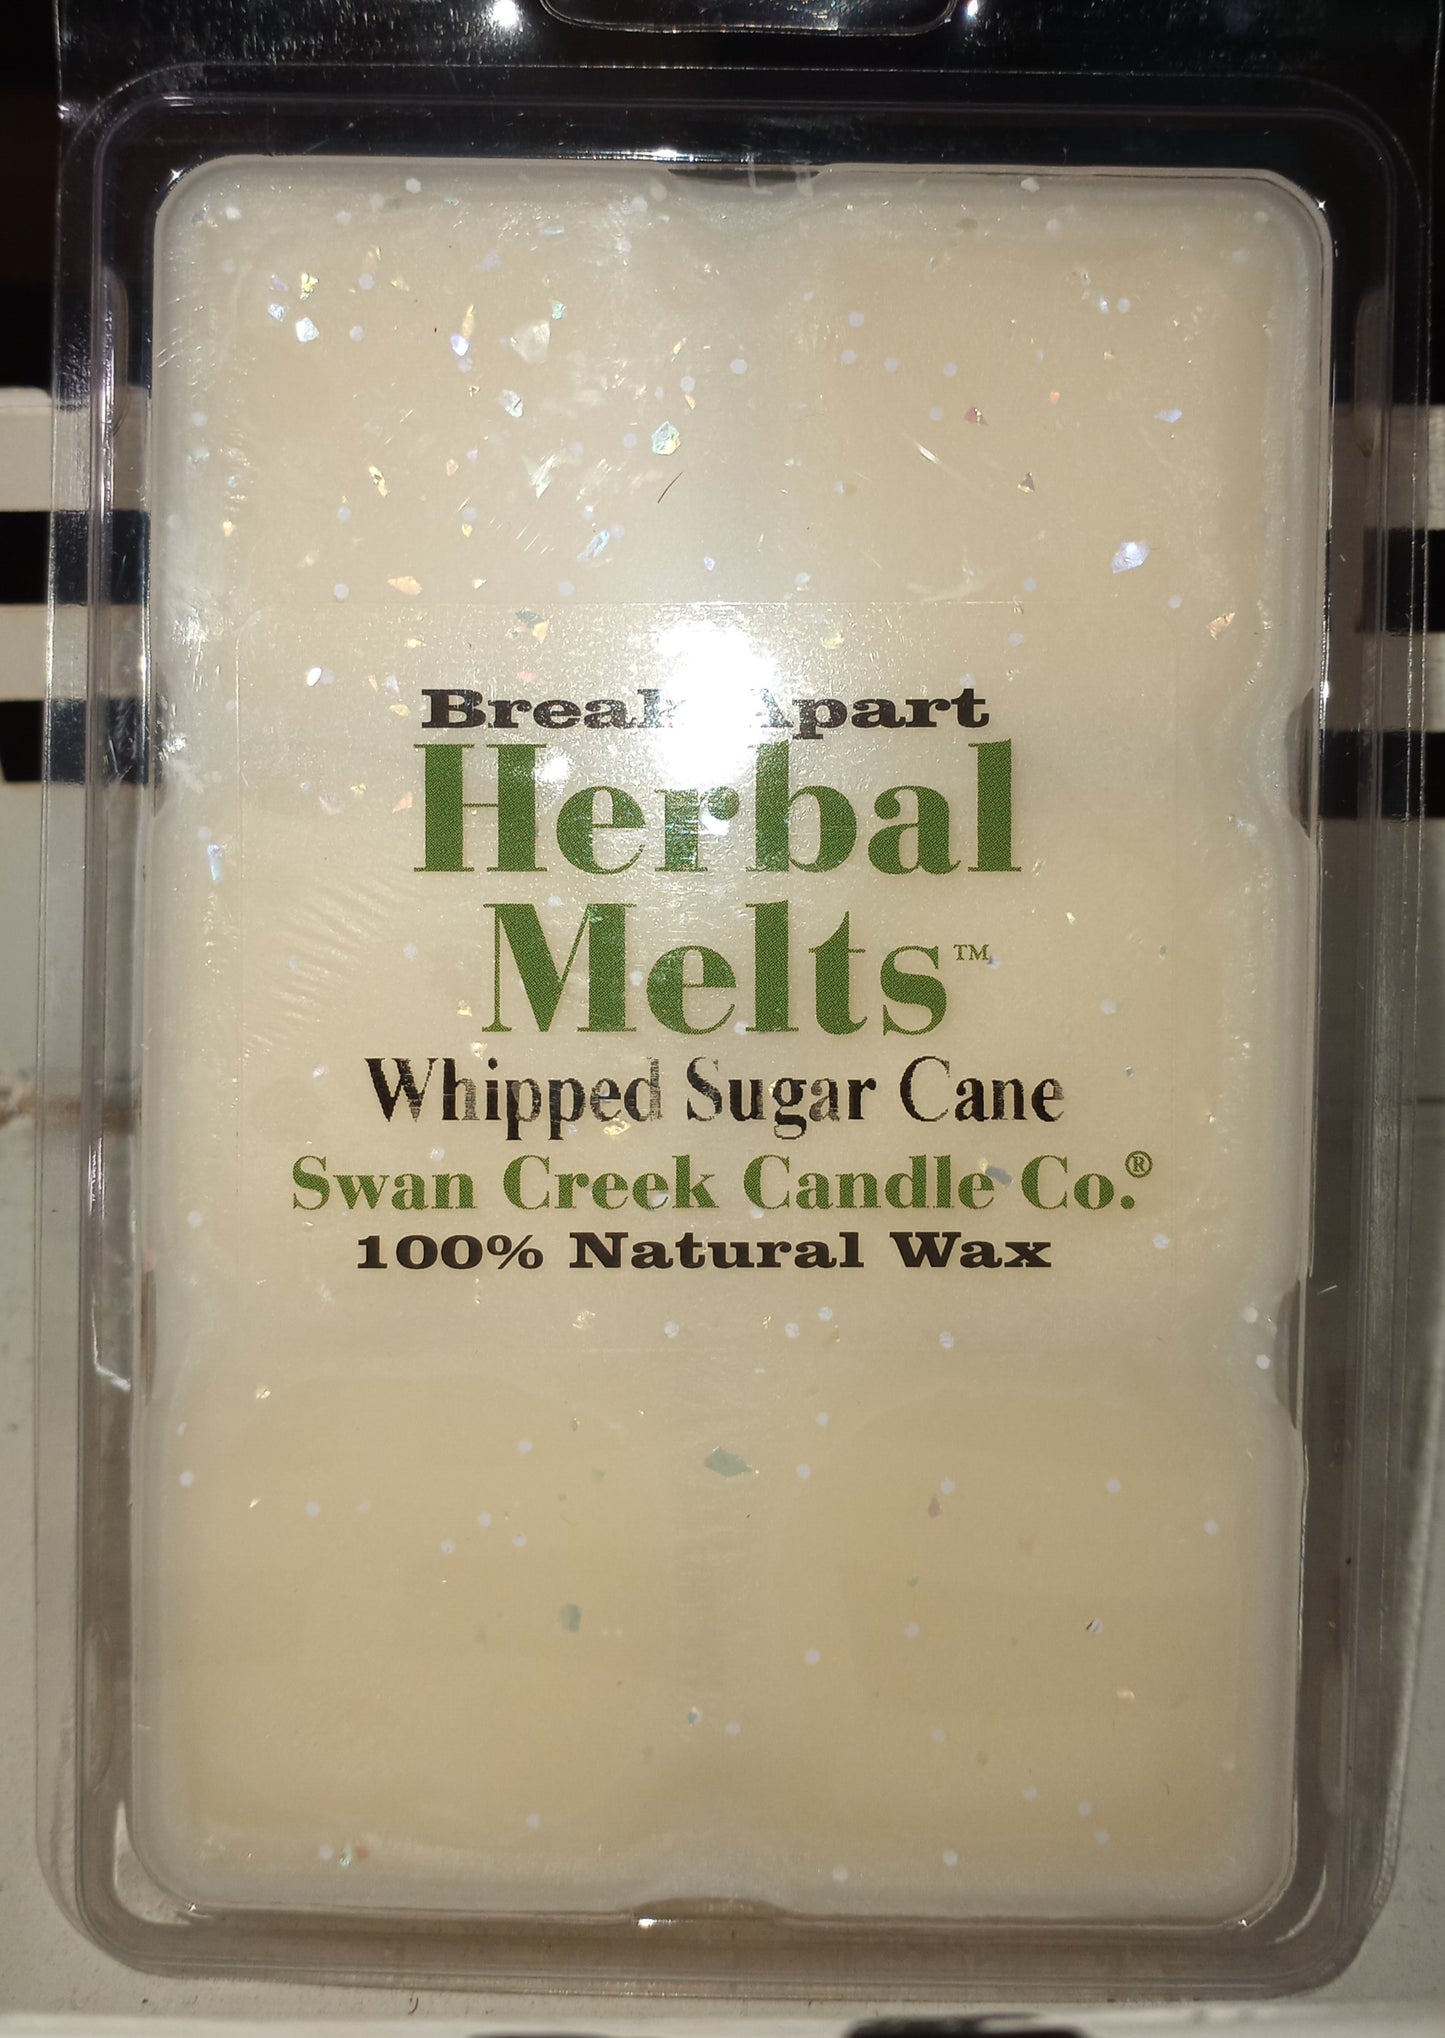 Break Apart
Herbal
Melts™
Whipped Sugar Cane
Swan Creek Candle Co.®
100% Natural Wax